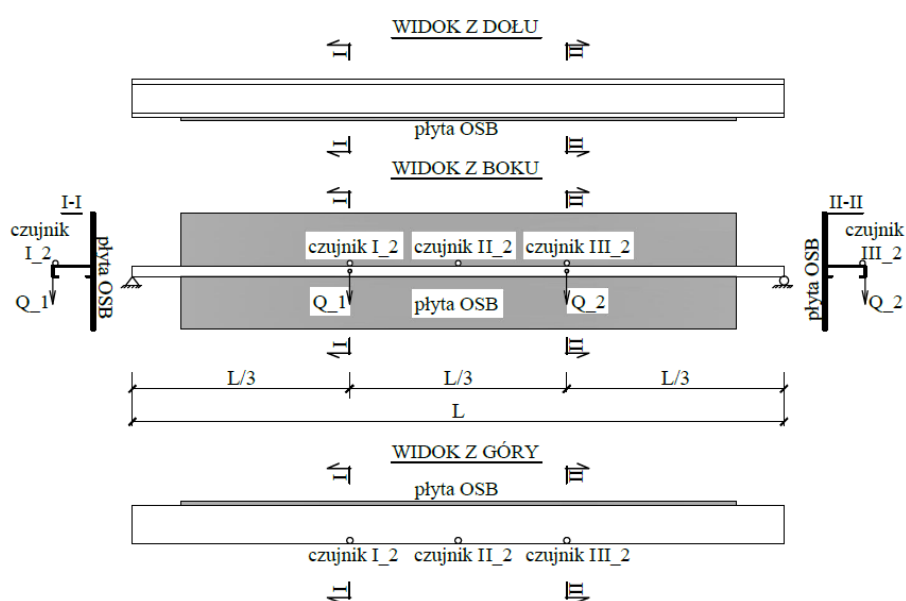 WIDOK Z DOŁU
I II
płyta OSB
I II
WIDOK Z BOKU
I II
I-I
czujnik
I_2
płyta OSB
Q_1
czujnik I_2 czujnik II_2 czujnik III_2
Q_1 płyta OSB Q_2
II-II
czujnik
III_2
płyta OSB
Q_2
I II
L/3 L/3 L/3
L
WIDOK Z GÓRY
I II
płyta OSB
czujnik I_2 czujnik II_2 czujnik III_2
I II